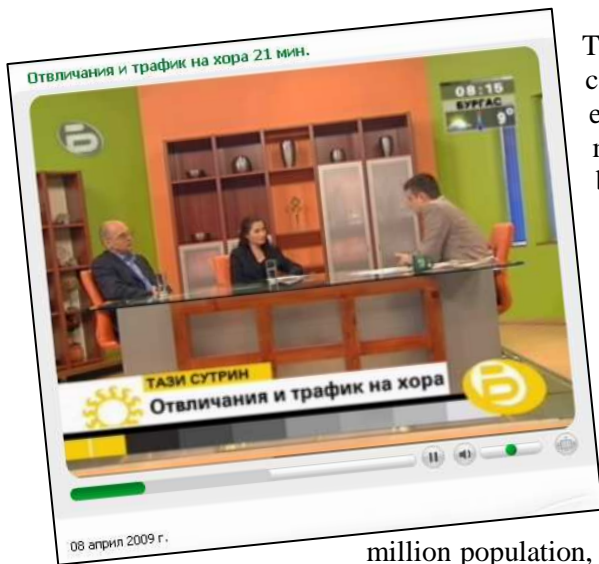 Отвличания и трафик на хора 21 мин.
08:15
БУРГАС
9°
ТАЗИ СУТРИН
Отвличания и трафик на хора
08 април 2009 г.
million population,